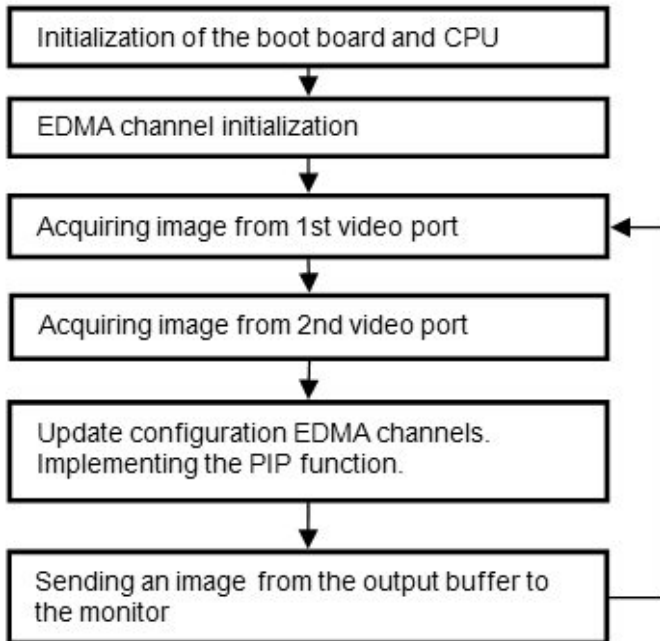 Initialization of the boot board and CPU
EDMA channel initialization
Acquiring image from 1st video port
Acquiring image from 2nd video port
Update configuration EDMA channels.
Implementing the PIP function.
Sending an image from the output buffer to
the monitor